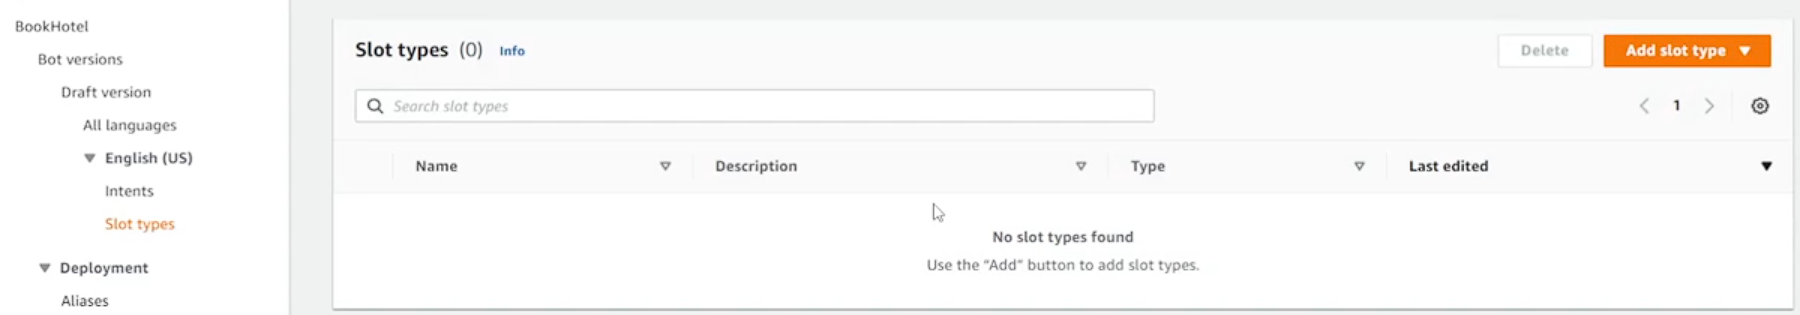 BookHotel
Bot versions
Draft version
All languages
English (US)
Intents
Slot types
Deployment
Aliases
Slot types (0) Info
Delete
Add slot type
Search slot types
1
Name Description Type Last edited
No slot types found
Use the “Add” button to add slot types.